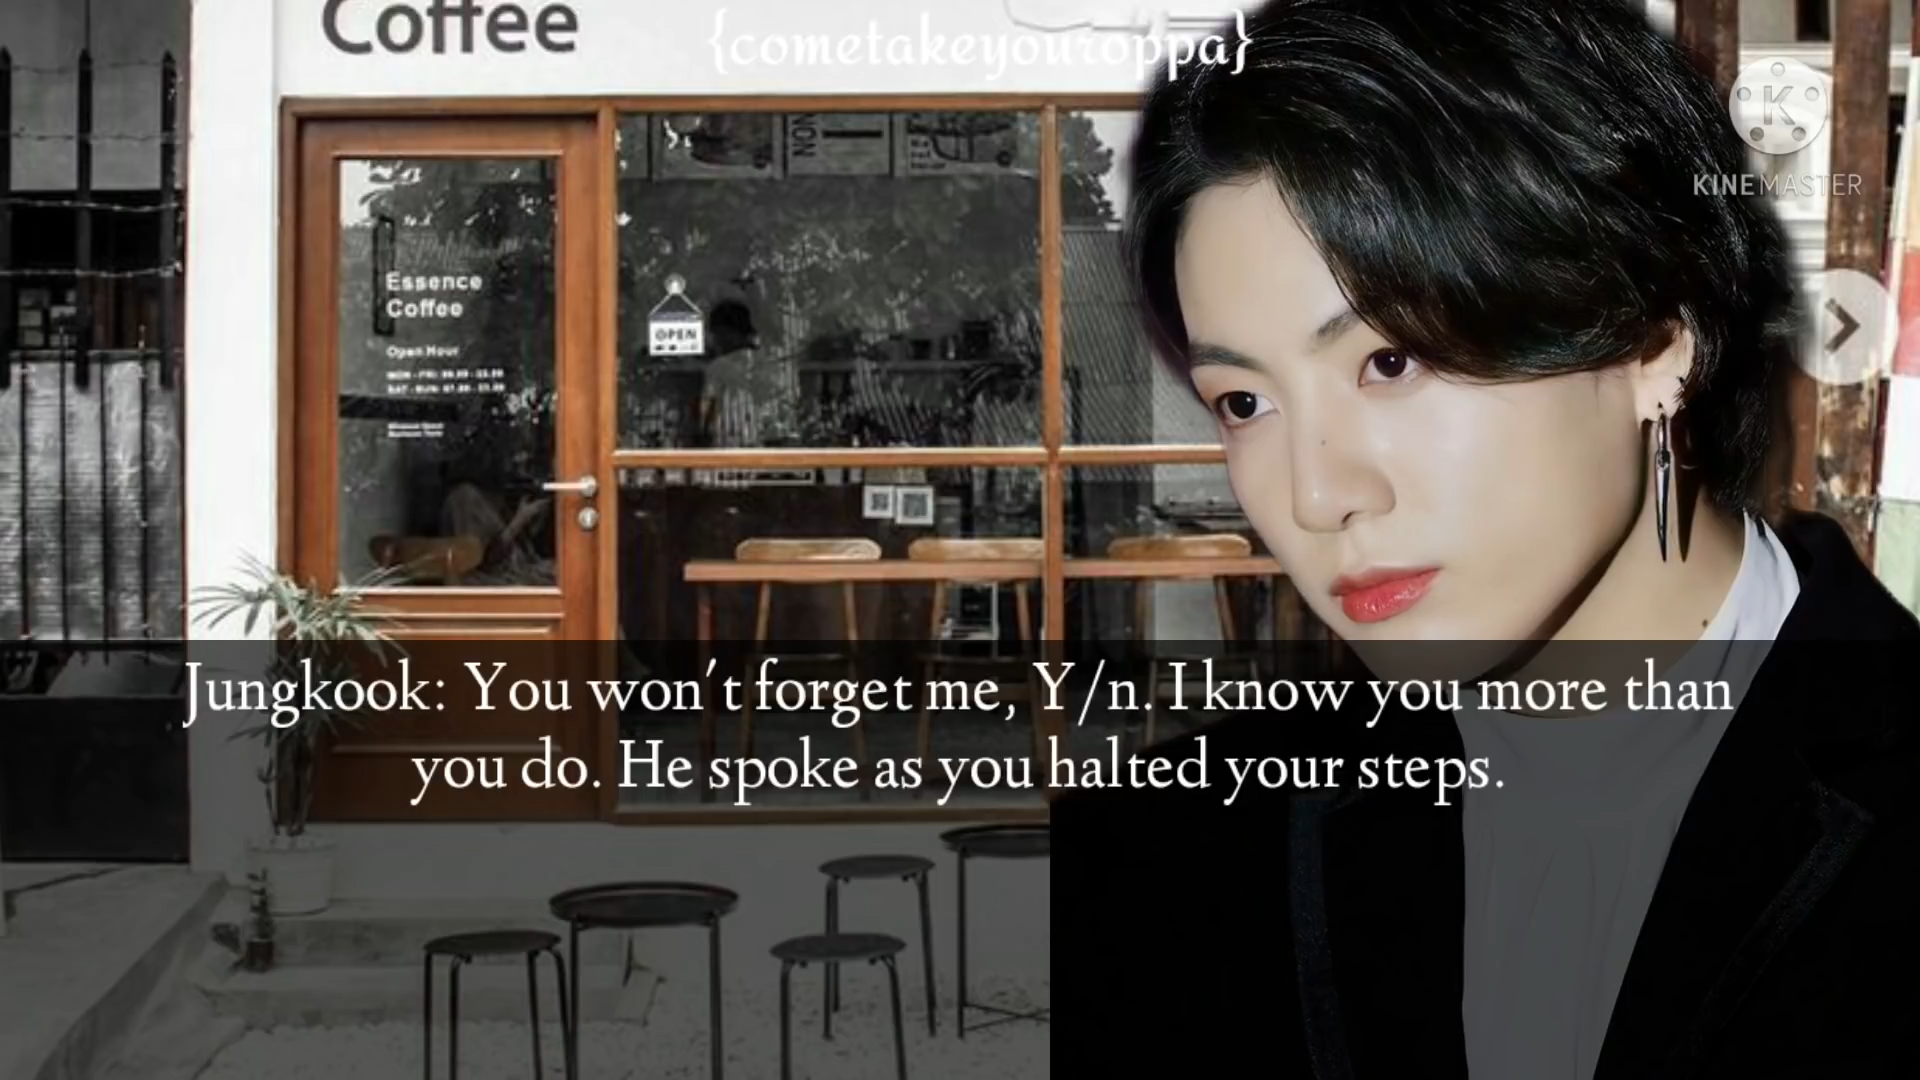 Coffee
{cometakeyouroppa}
KINEMASTER
NON
Essence
Coffee
OPEN
Open Hour
Jungkook: You won't forget me, Y/n. I know you more than
you do. He spoke as you halted your steps.